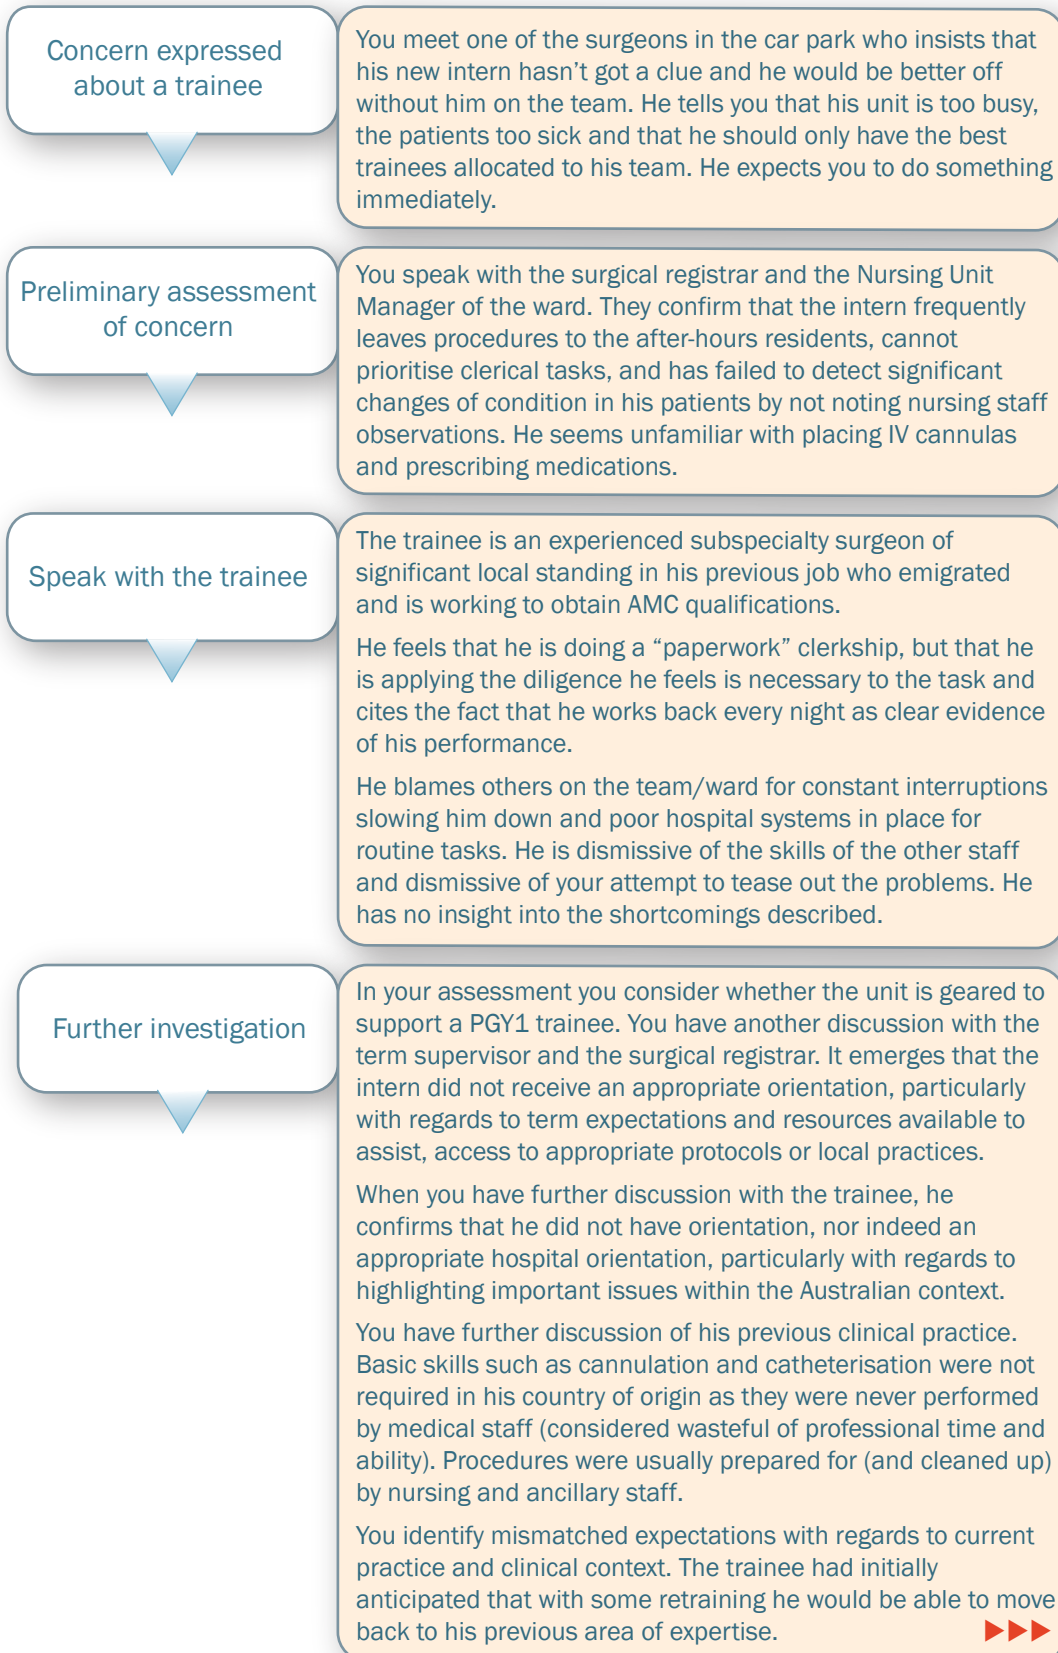 Concern expressed
about a trainee
You meet one of the surgeons in the car park who insists that
his new intern hasn’t got a clue and he would be better off
without him on the team. He tells you that his unit is too busy,
the patients too sick and that he should only have the best
trainees allocated to his team. He expects you to do something
immediately.
Preliminary assessment
of concern
You speak with the surgical registrar and the Nursing Unit
Manager of the ward. They confirm that the intern frequently
leaves procedures to the after-hours residents, cannot
prioritise clerical tasks, and has failed to detect significant
changes of condition in his patients by not noting nursing staff
observations. He seems unfamiliar with placing IV cannulas
and prescribing medications.
Speak with the trainee
The trainee is an experienced subspecialty surgeon of
significant local standing in his previous job who emigrated
and is working to obtain AMC qualifications.
He feels that he is doing a “paperwork” clerkship, but that he
is applying the diligence he feels is necessary to the task and
cites the fact that he works back every night as clear evidence
of his performance.
He blames others on the team/ward for constant interruptions
slowing him down and poor hospital systems in place for
routine tasks. He is dismissive of the skills of the other staff
and dismissive of your attempt to tease out the problems. He
has no insight into the shortcomings described.
Further investigation
In your assessment you consider whether the unit is geared to
support a PGY1 trainee. You have another discussion with the
term supervisor and the surgical registrar. It emerges that the
intern did not receive an appropriate orientation, particularly
with regards to term expectations and resources available to
assist, access to appropriate protocols or local practices.
When you have further discussion with the trainee, he
confirms that he did not have orientation, nor indeed an
appropriate hospital orientation, particularly with regards to
highlighting important issues within the Australian context.
You have further discussion of his previous clinical practice.
Basic skills such as cannulation and catheterisation were not
required in his country of origin as they were never performed
by medical staff (considered wasteful of professional time and
ability). Procedures were usually prepared for (and cleaned up)
by nursing and ancillary staff.
You identify mismatched expectations with regards to current
practice and clinical context. The trainee had initially
anticipated that with some retraining he would be able to move
back to his previous area of expertise.